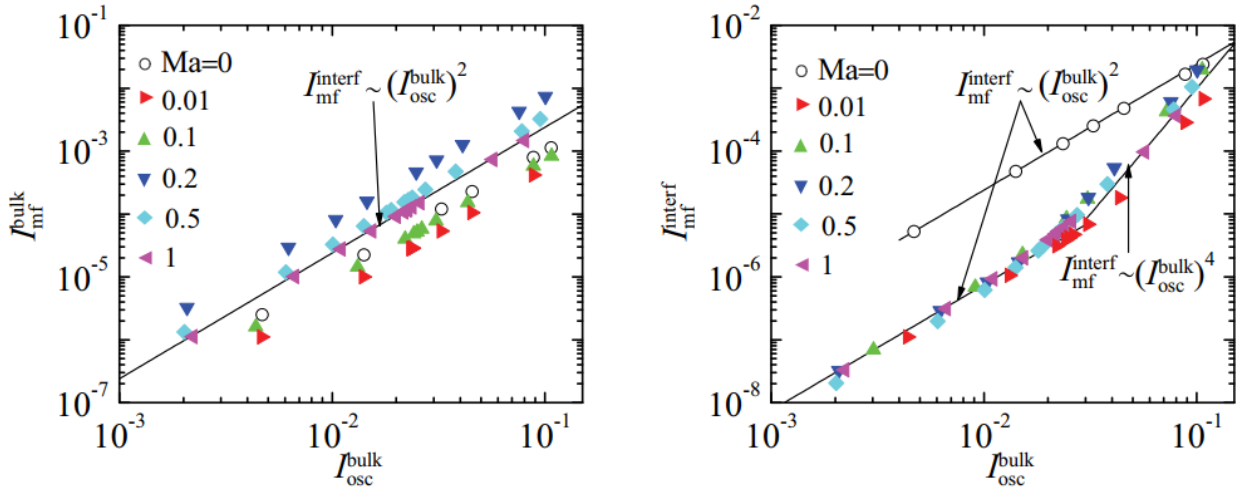 10^-1
Ma=0
0.01
0.1
0.2
0.5
1
I_mf^interf ~ (I_osc^bulk)^2
10^-3
10^-5
10^-7
I_mf^bulk
10^-3
10^-2
10^-1
I_osc^bulk
10^-2
Ma=0
0.01
0.1
0.2
0.5
1
I_mf^interf ~ (I_osc^bulk)^2
I_mf^interf ~ (I_osc^bulk)^4
10^-4
10^-6
10^-8
I_mf^interf
10^-3
10^-2
10^-1
I_osc^bulk